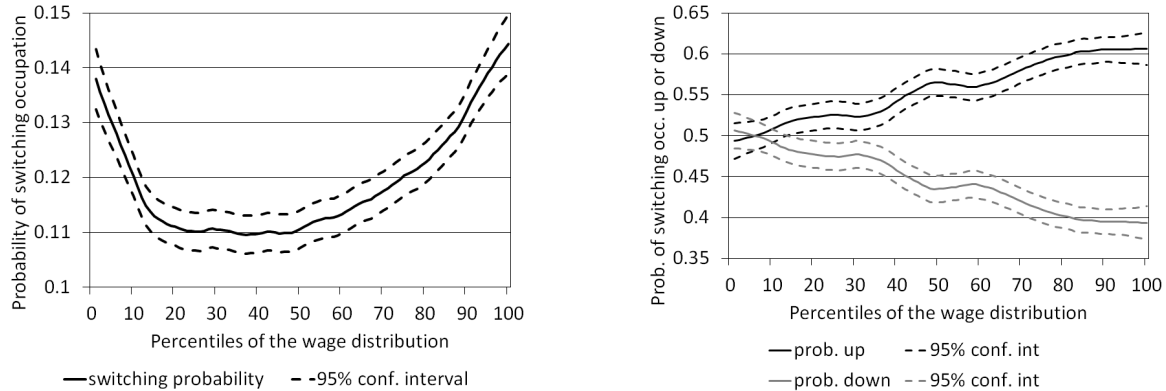 Probability of switching occupation
0.15
0.14
0.13
0.12
0.11
0.1
0 10 20 30 40 50 60 70 80 90 100
Percentiles of the wage distribution
switching probability 95% conf. interval
Prob. of switching occ. up or down
0.65
0.6
0.55
0.5
0.45
0.4
0.35
0 10 20 30 40 50 60 70 80 90 100
Percentiles of the wage distribution
prob. up 95% conf. int
prob. down 95% conf. int